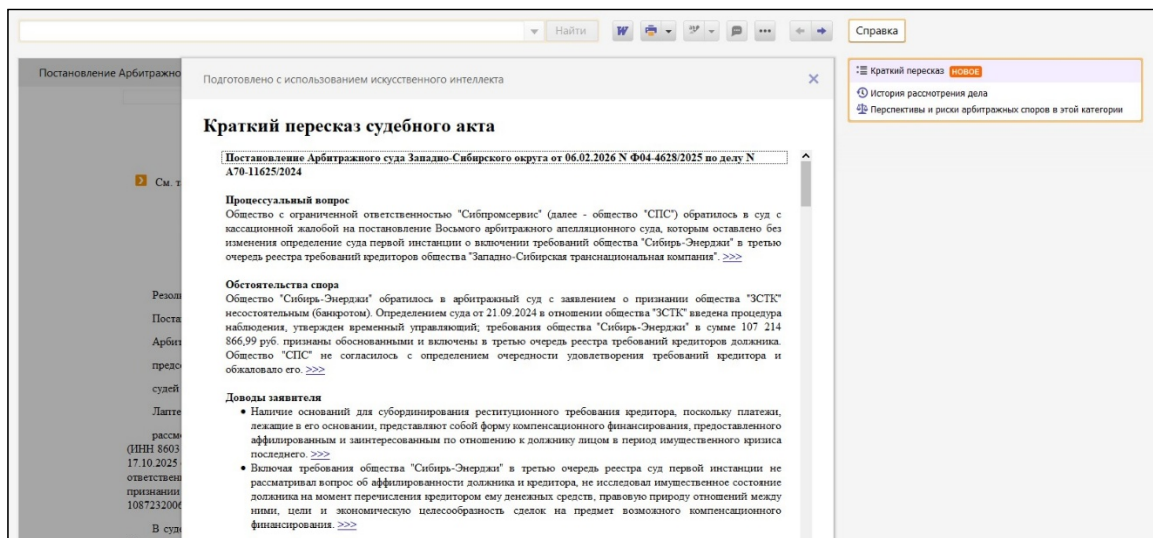 Найти
Справка
Постановление Арбитражно
Подготовлено с использованием искусственного интеллекта
Краткий пересказ НОВОЕ
История рассмотрения дела
Перспективы и риски арбитражных споров в этой категории
Краткий пересказ судебного акта
Постановление Арбитражного суда Западно-Сибирского округа от 06.02.2026 N Ф04-4628/2025 по делу N
А70-11625/2024
Процессуальный вопрос
Общество с ограниченной ответственностью "Сибпромсервис" (далее - общество "СПС") обратилось в суд с
кассационной жалобой на постановление Восьмого арбитражного апелляционного суда, которым оставлено без
изменения определение суда первой инстанции о включении требований общества "Сибирь-Энерджи" в третью
очередь реестра требований кредиторов общества "Западно-Сибирская транснациональная компания". >>>
Обстоятельства спора
Общество "Сибирь-Энерджи" обратилось в арбитражный суд с заявлением о признании общества "ЗСТК"
несостоятельным (банкротом). Определением суда от 21.09.2024 в отношении общества "ЗСТК" введена процедура
наблюдения, утвержден временный управляющий; требования общества "Сибирь-Энерджи" в сумме 107 214
866,99 руб. признаны обоснованными и включены в третью очередь реестра требований кредиторов должника.
Общество "СПС" не согласилось с определением очередности удовлетворения требований кредитора и
обжаловало его. >>>
Доводы заявителя
• Наличие оснований для субординирования реституционного требования кредитора, поскольку платежи,
лежащие в его основании, представляют собой форму компенсационного финансирования, предоставленного
аффилированным и заинтересованным по отношению к должнику лицом в период имущественного кризиса
последнего. >>>
• Включая требования общества "Сибирь-Энерджи" в третью очередь реестра суд первой инстанции не
рассматривал вопрос об аффилированности должника и кредитора, не исследовал имущественное состояние
должника на момент перечисления кредитором ему денежных средств, правовую природу отношений между
ними, цели и экономическую целесообразность сделок на предмет возможного компенсационного
финансирования. >>>
См. т
Резол
Поста
Арбит
предс
судей
Лапте
рассм
(ИНН 8603
17.10.2025
ответствен
признании
1087232006
В суд